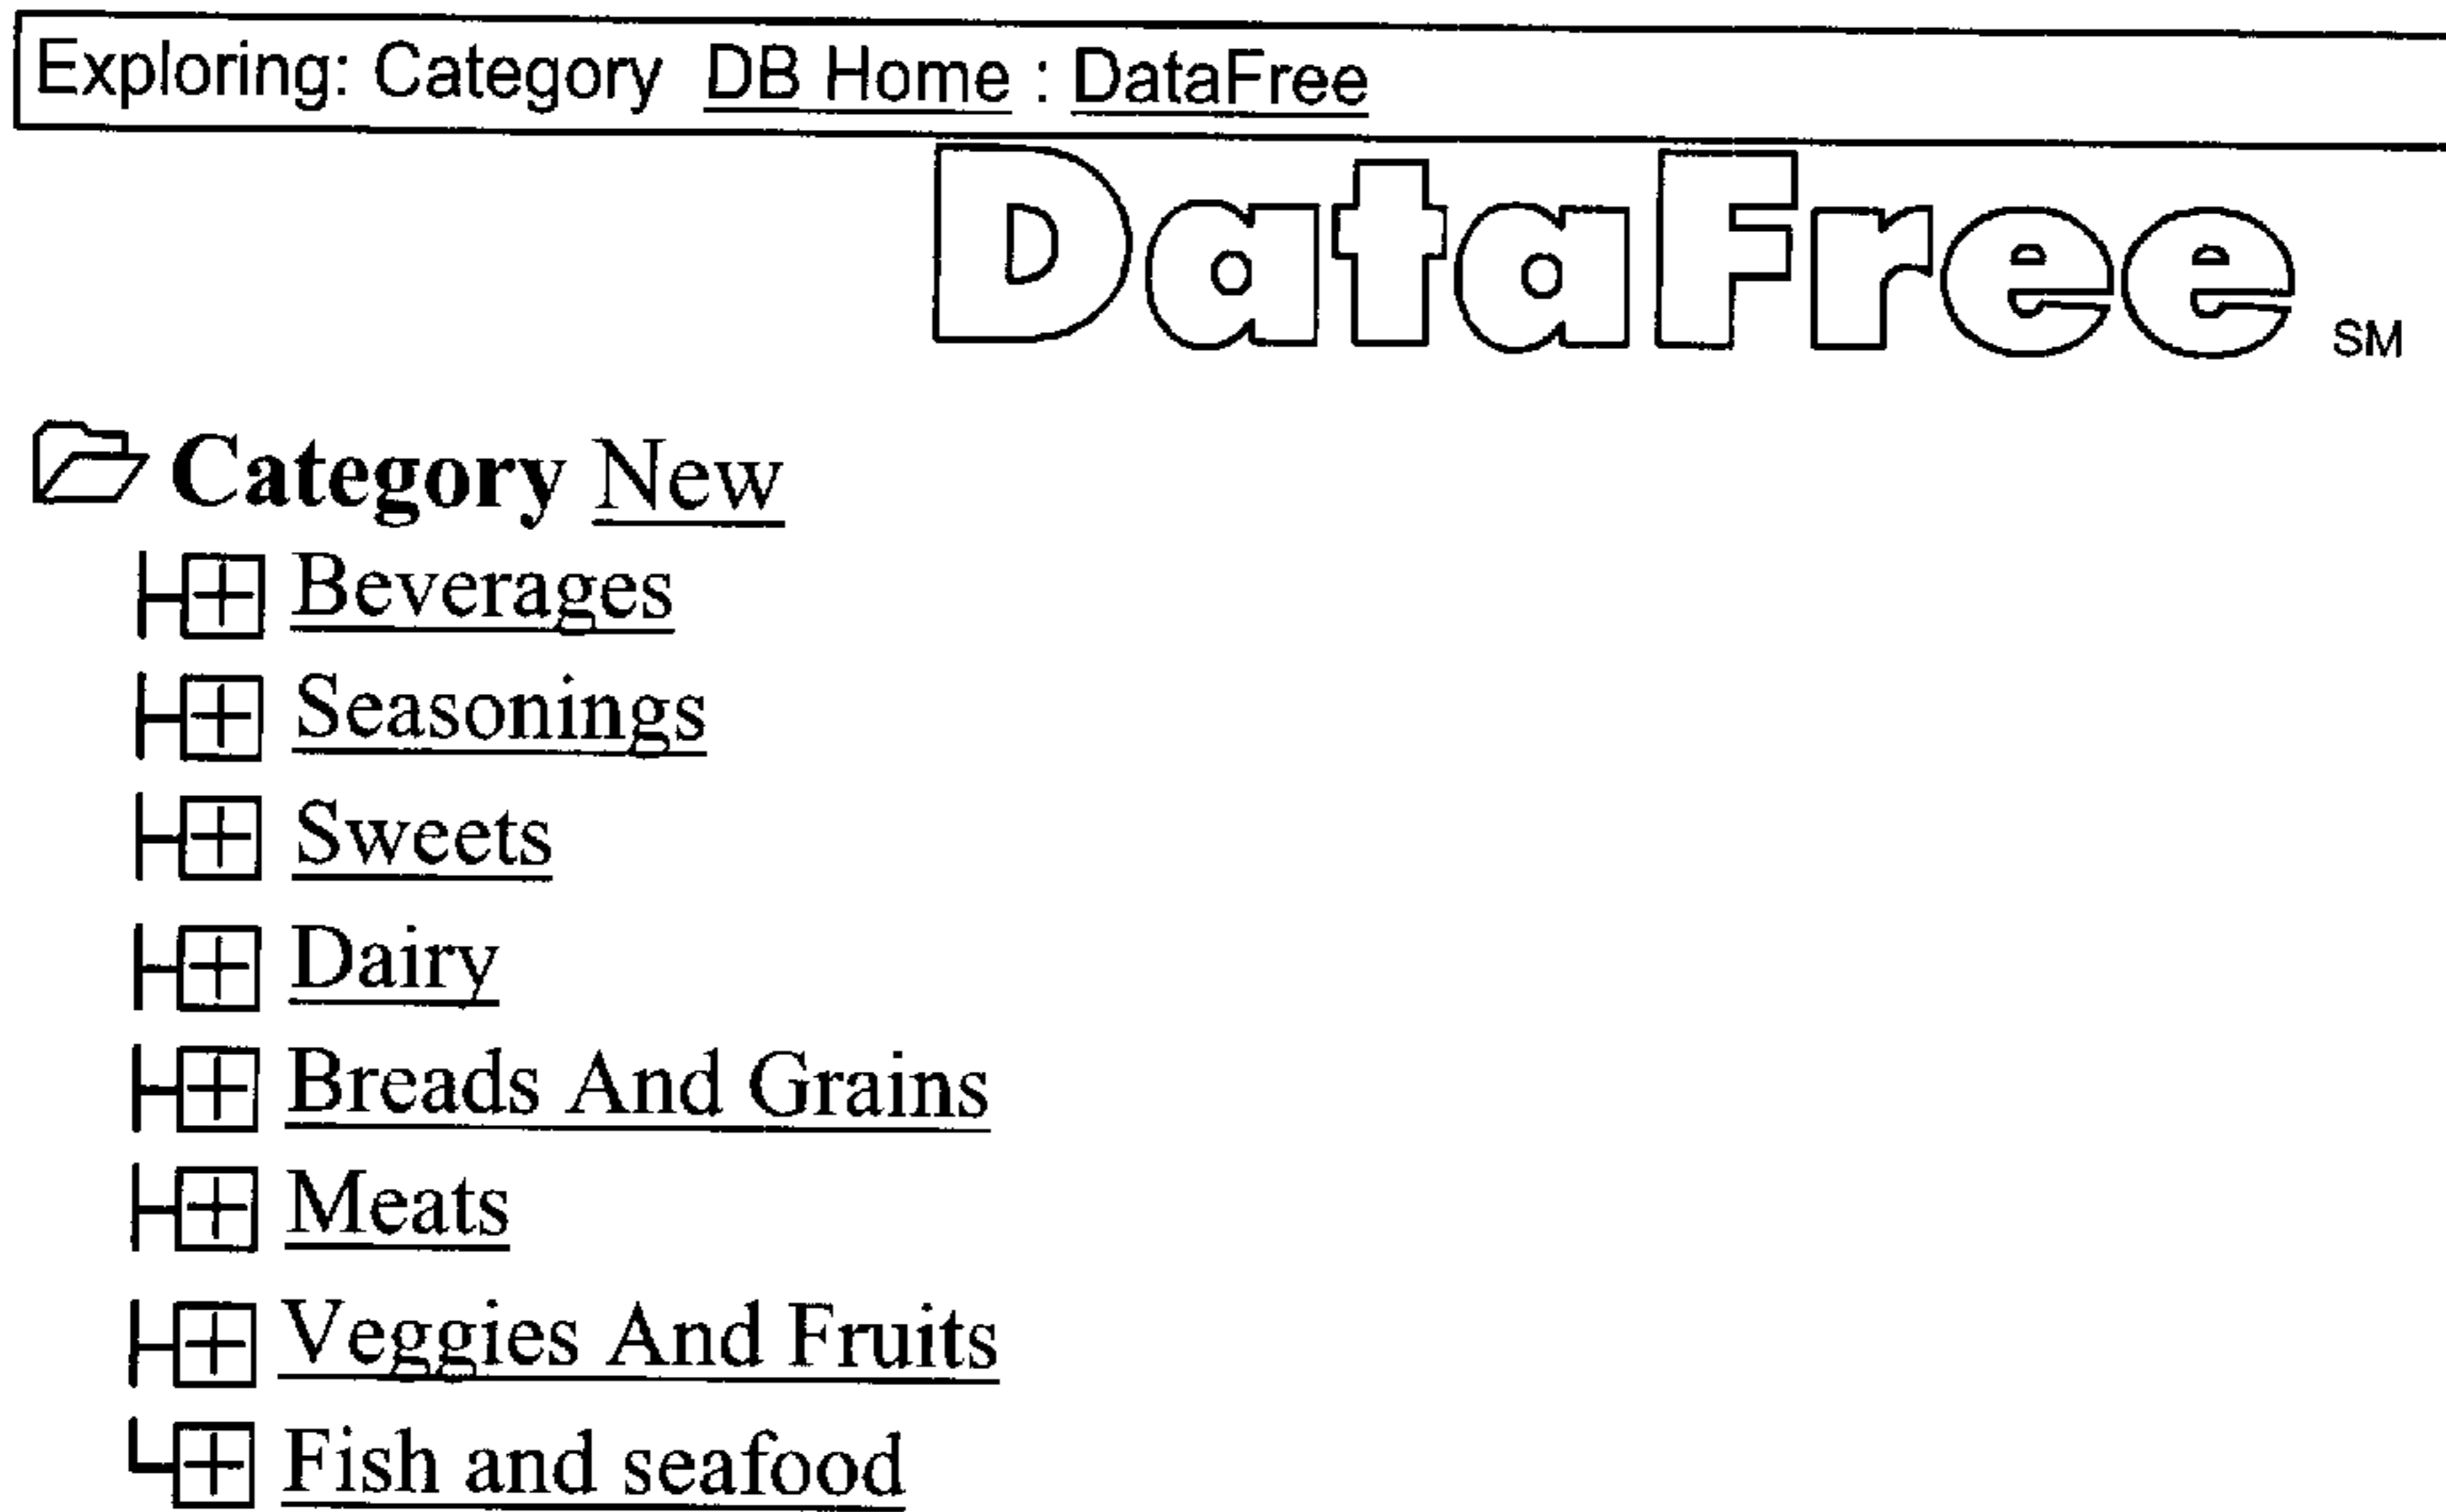 Exploring: Category DB Home : DataFree
DataFree SM
Category New
Beverages
Seasonings
Sweets
Dairy
Breads And Grains
Meats
Veggies And Fruits
Fish and seafood